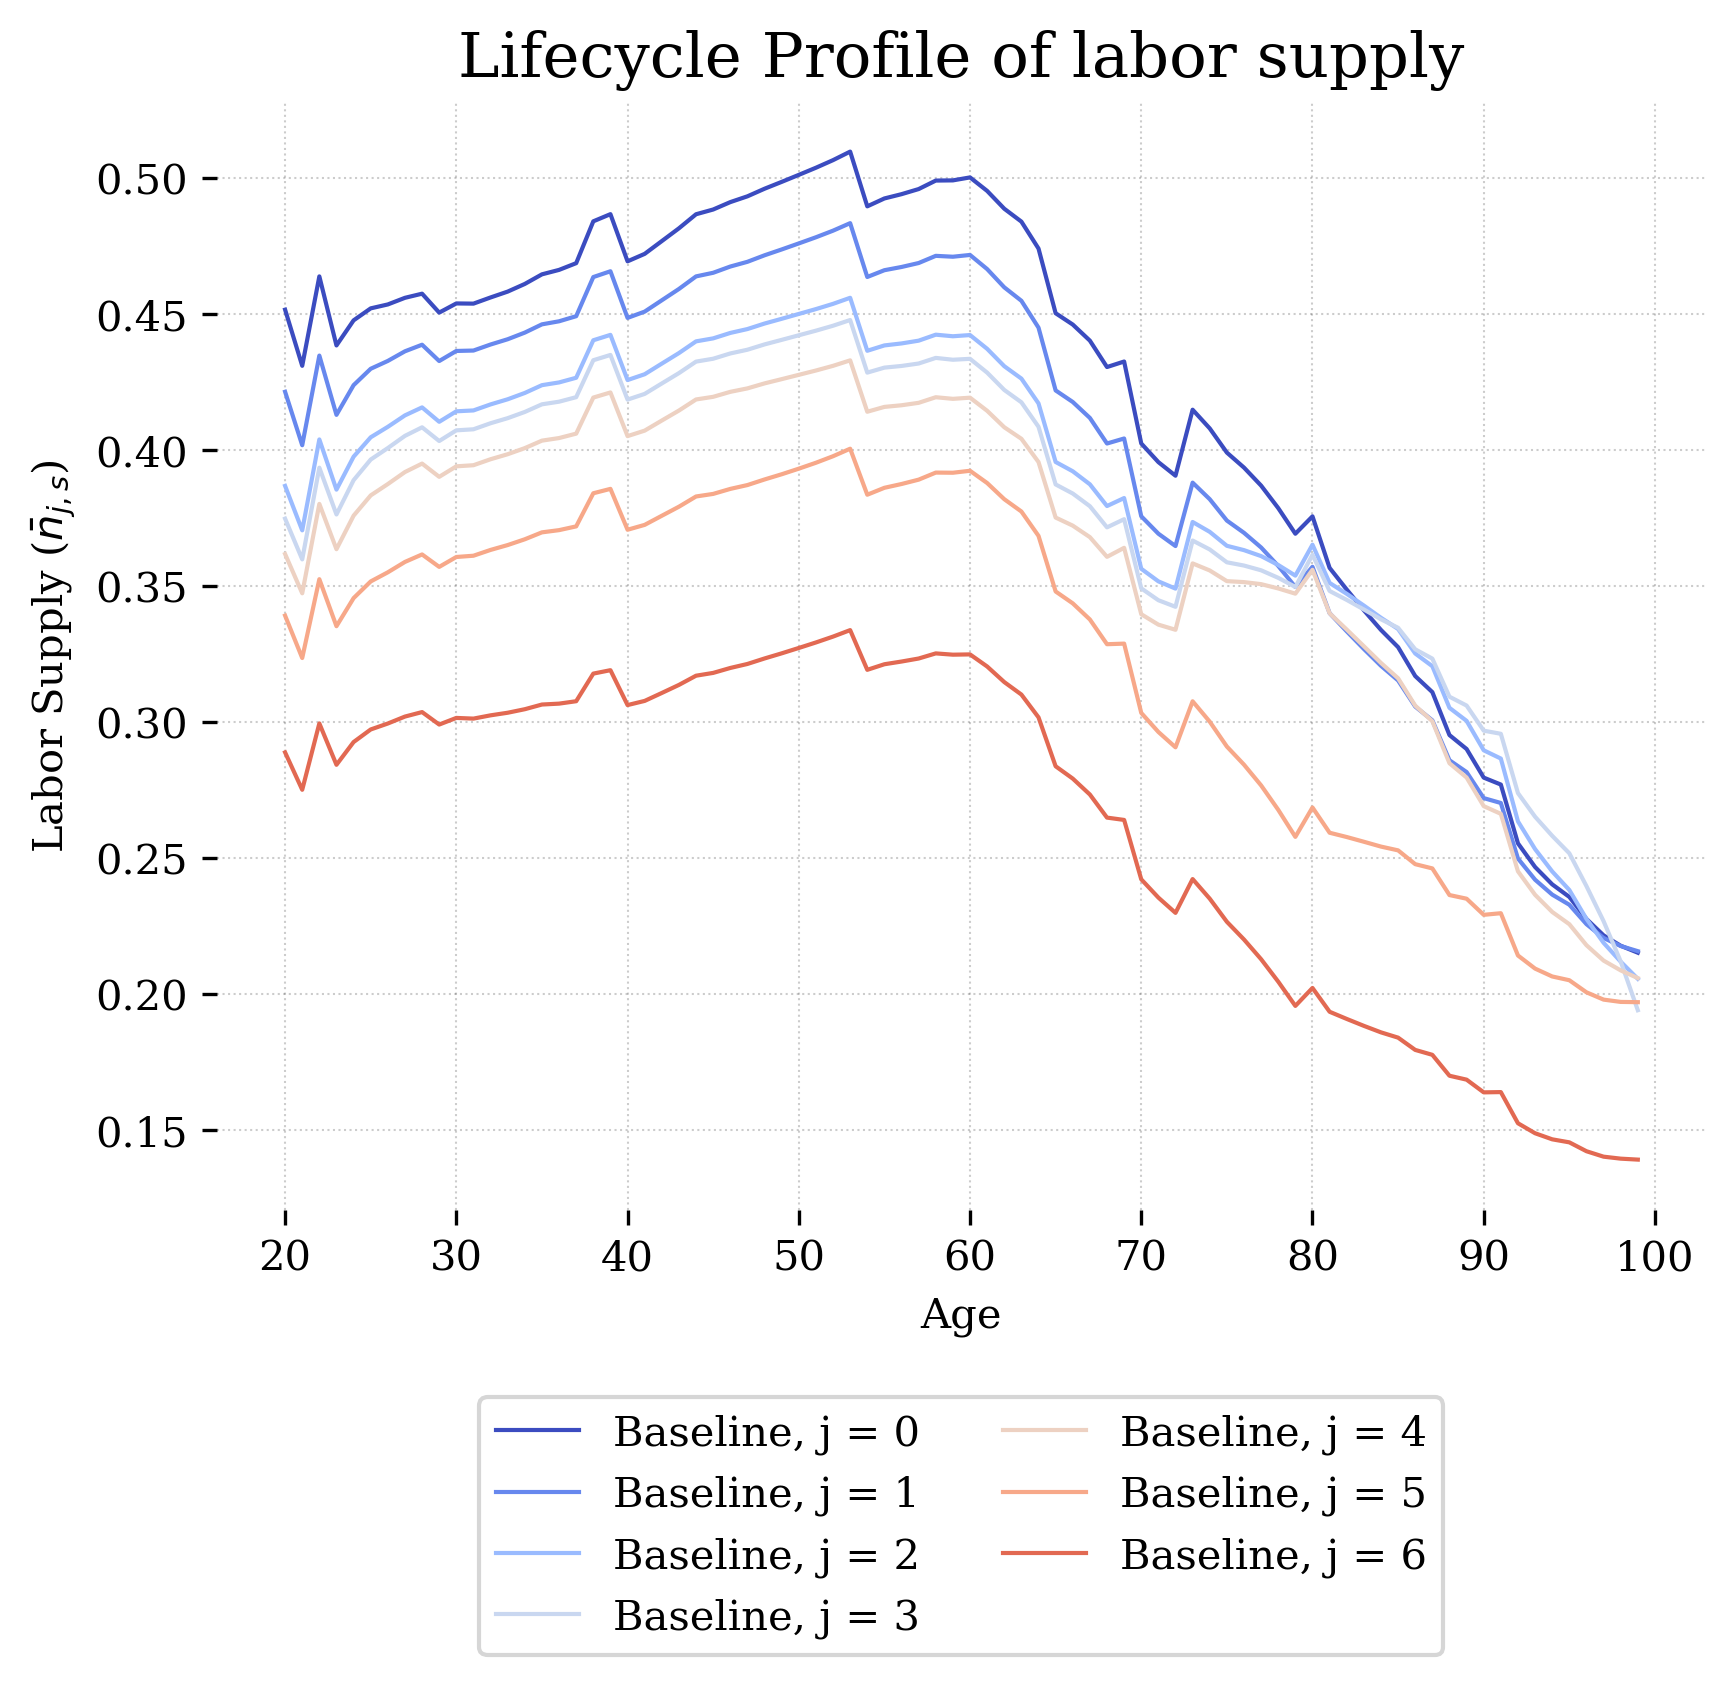 Lifecycle Profile of labor supply
Labor Supply ($\bar{n}_{j,s}$)
0.50
0.45
0.40
0.35
0.30
0.25
0.20
0.15
20 30 40 50 60 70 80 90 100
Age
Baseline, j = 0
Baseline, j = 1
Baseline, j = 2
Baseline, j = 3
Baseline, j = 4
Baseline, j = 5
Baseline, j = 6